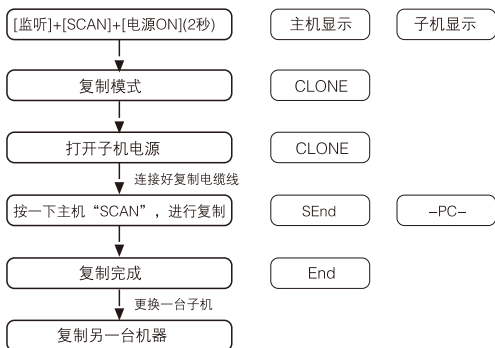 [监听]+[SCAN]+[电源ON](2秒) 主机显示 子机显示
复制模式 CLONE
打开子机电源 CLONE
连接好复制电缆线
按一下主机“SCAN”，进行复制 SEnd –PC–
复制完成 End
更换一台子机
复制另一台机器